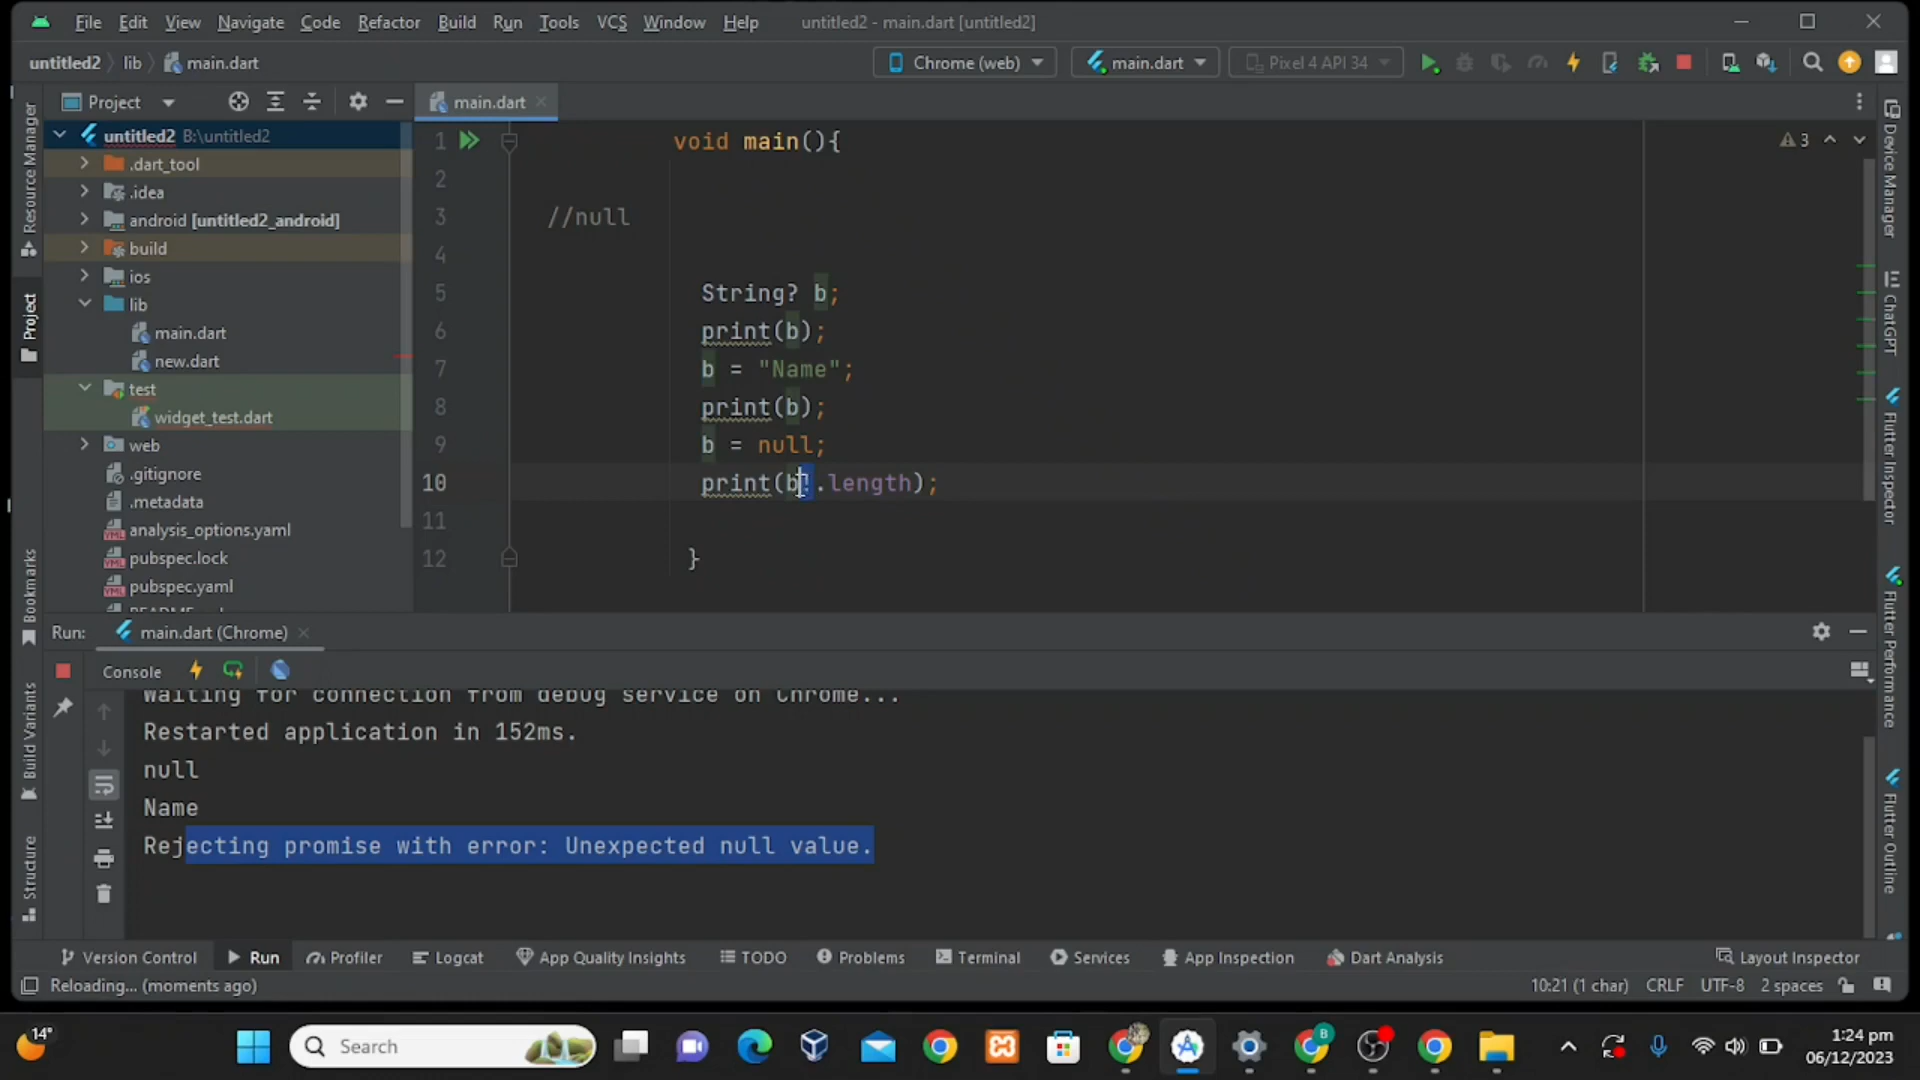 File Edit View Navigate Code Refactor Build Run Tools VCS Window Help untitled2 - main.dart [untitled2]
untitled2 lib main.dart Chrome (web) main.dart Pixel 4 API 34
Project main.dart
untitled2 B:\untitled2
.dart_tool
.idea
android [untitled2_android]
build
ios
lib
main.dart
new.dart
test
widget_test.dart
web
.gitignore
.metadata
analysis_options.yaml
pubspec.lock
pubspec.yaml
1 void main(){
2
3 //null
4
5 String? b;
6 print(b);
7 b = "Name";
8 print(b);
9 b = null;
10 print(b!.length);
11
12 }
3
Resource Manager
Project
Bookmarks
Build Variants
Structure
Device Manager
ChatGPT
Flutter Inspector
Flutter Performance
Flutter Outline
Run: main.dart (Chrome)
Console
Waiting for connection from debug service on Chrome...
Restarted application in 152ms.
null
Name
Rejecting promise with error: Unexpected null value.
Version Control Run Profiler Logcat App Quality Insights TODO Problems Terminal Services App Inspection Dart Analysis Layout Inspector
Reloading... (moments ago) 10:21 (1 char) CRLF UTF-8 2 spaces
14°
Search
1:24 pm
06/12/2023